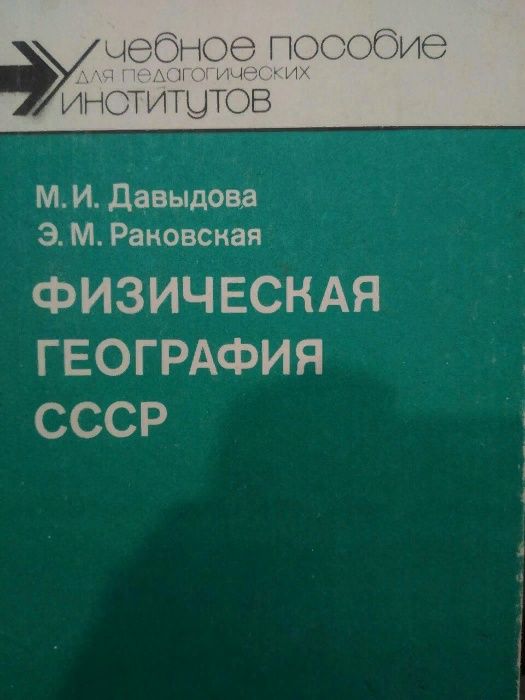 Учебное пособие
для педагогических
институтов
М.И. Давыдова
Э.М. Раковская
ФИЗИЧЕСКАЯ
ГЕОГРАФИЯ
СССР